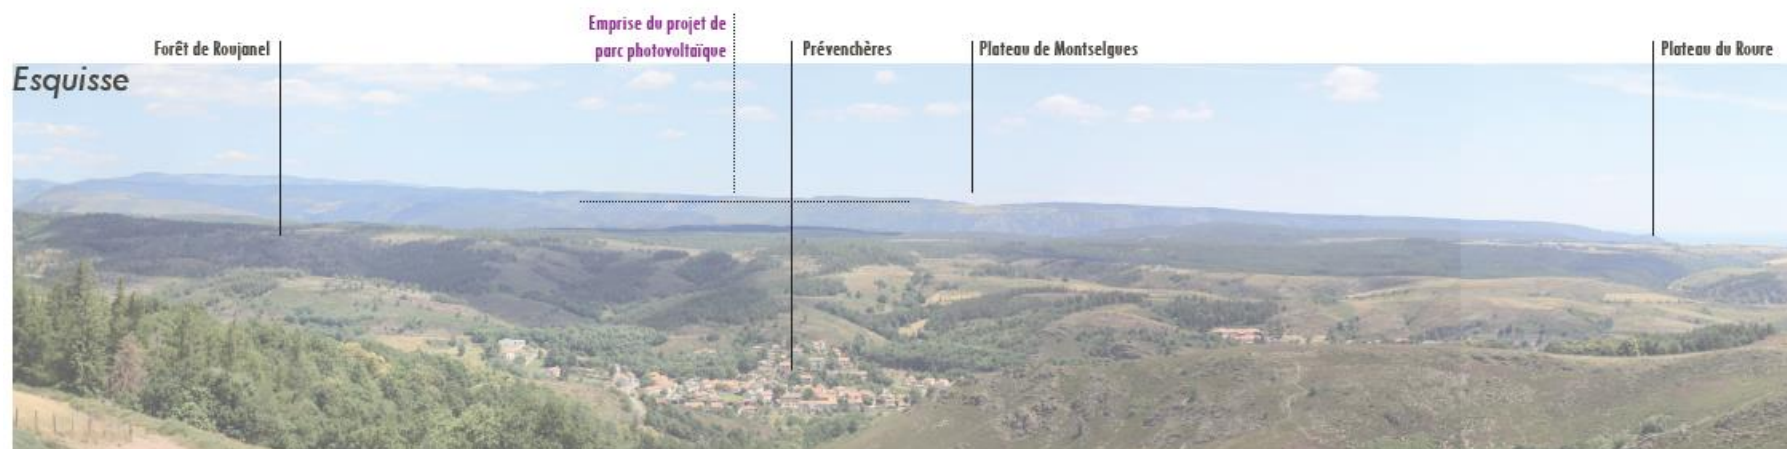 Emprise du projet de
parc photovoltaïque
Forêt de Roujanel
Prévenchères
Plateau de Montselgues
Plateau du Roure
Esquisse